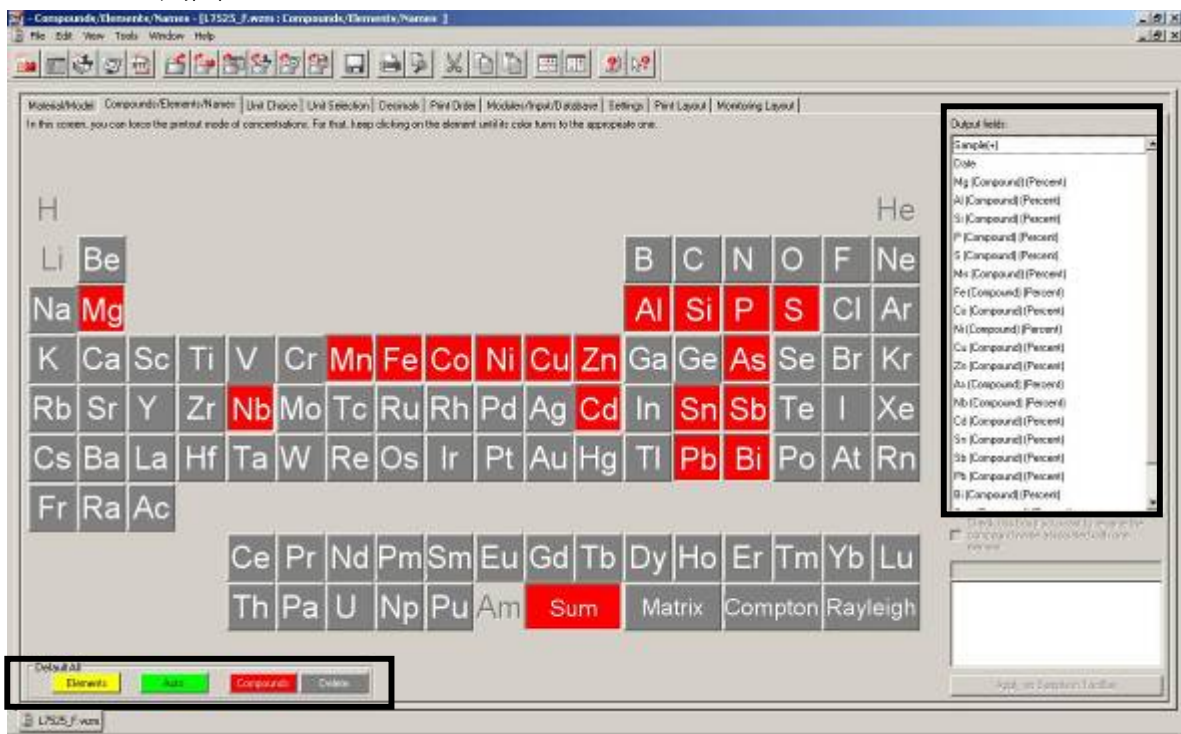 - Compounds/Elements/Names - [L7525_F.wzm : Compounds/Elements/Names ]
File Edit View Tools Window Help
Material/Model Compounds/Elements/Names Unit Choice Unit Selection Decimals Print Order Modules/Input/Database Settings Print Layout Monitoring Layout
In this screen, you can force the printout mode of concentrations. For that, keep clicking on the element until its color turns to the appropriate one.
Output fields:
Sample(+)
Date
Mg (Compound) (Percent)
Al (Compound) (Percent)
Si (Compound) (Percent)
P (Compound) (Percent)
S (Compound) (Percent)
Mn (Compound) (Percent)
Fe (Compound) (Percent)
Co (Compound) (Percent)
Ni (Compound) (Percent)
Cu (Compound) (Percent)
Zn (Compound) (Percent)
As (Compound) (Percent)
Nb (Compound) (Percent)
Cd (Compound) (Percent)
Sn (Compound) (Percent)
Sb (Compound) (Percent)
Pb (Compound) (Percent)
Bi (Compound) (Percent)
H He
Li Be B C N O F Ne
Na Mg Al Si P S Cl Ar
K Ca Sc Ti V Cr Mn Fe Co Ni Cu Zn Ga Ge As Se Br Kr
Rb Sr Y Zr Nb Mo Tc Ru Rh Pd Ag Cd In Sn Sb Te I Xe
Cs Ba La Hf Ta W Re Os Ir Pt Au Hg Tl Pb Bi Po At Rn
Fr Ra Ac
Ce Pr Nd Pm Sm Eu Gd Tb Dy Ho Er Tm Yb Lu
Th Pa U Np Pu Am Sum Matrix Compton Rayleigh
Default All
Elements Auto Compounds Delete
L7525_F.wzm